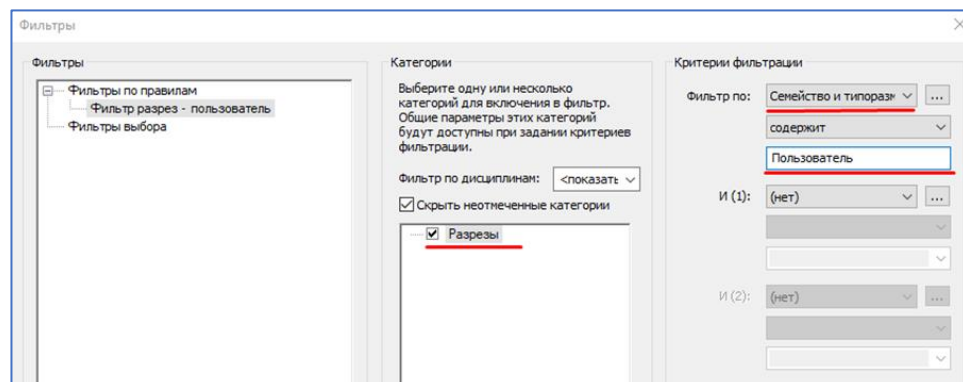 Фильтры
Фильтры
Фильтры по правилам
Фильтр разрез - пользователь
Фильтры выбора
Категории
Выберите одну или несколько
категорий для включения в фильтр.
Общие параметры этих категорий
будут доступны при задании критериев
фильтрации.
Фильтр по дисциплинам: <показать
Скрыть неотмеченные категории
Разрезы
Критерии фильтрации
Фильтр по: Семейство и типоразм ...
содержит
Пользователь
И (1): (нет) ...
И (2): (нет) ...